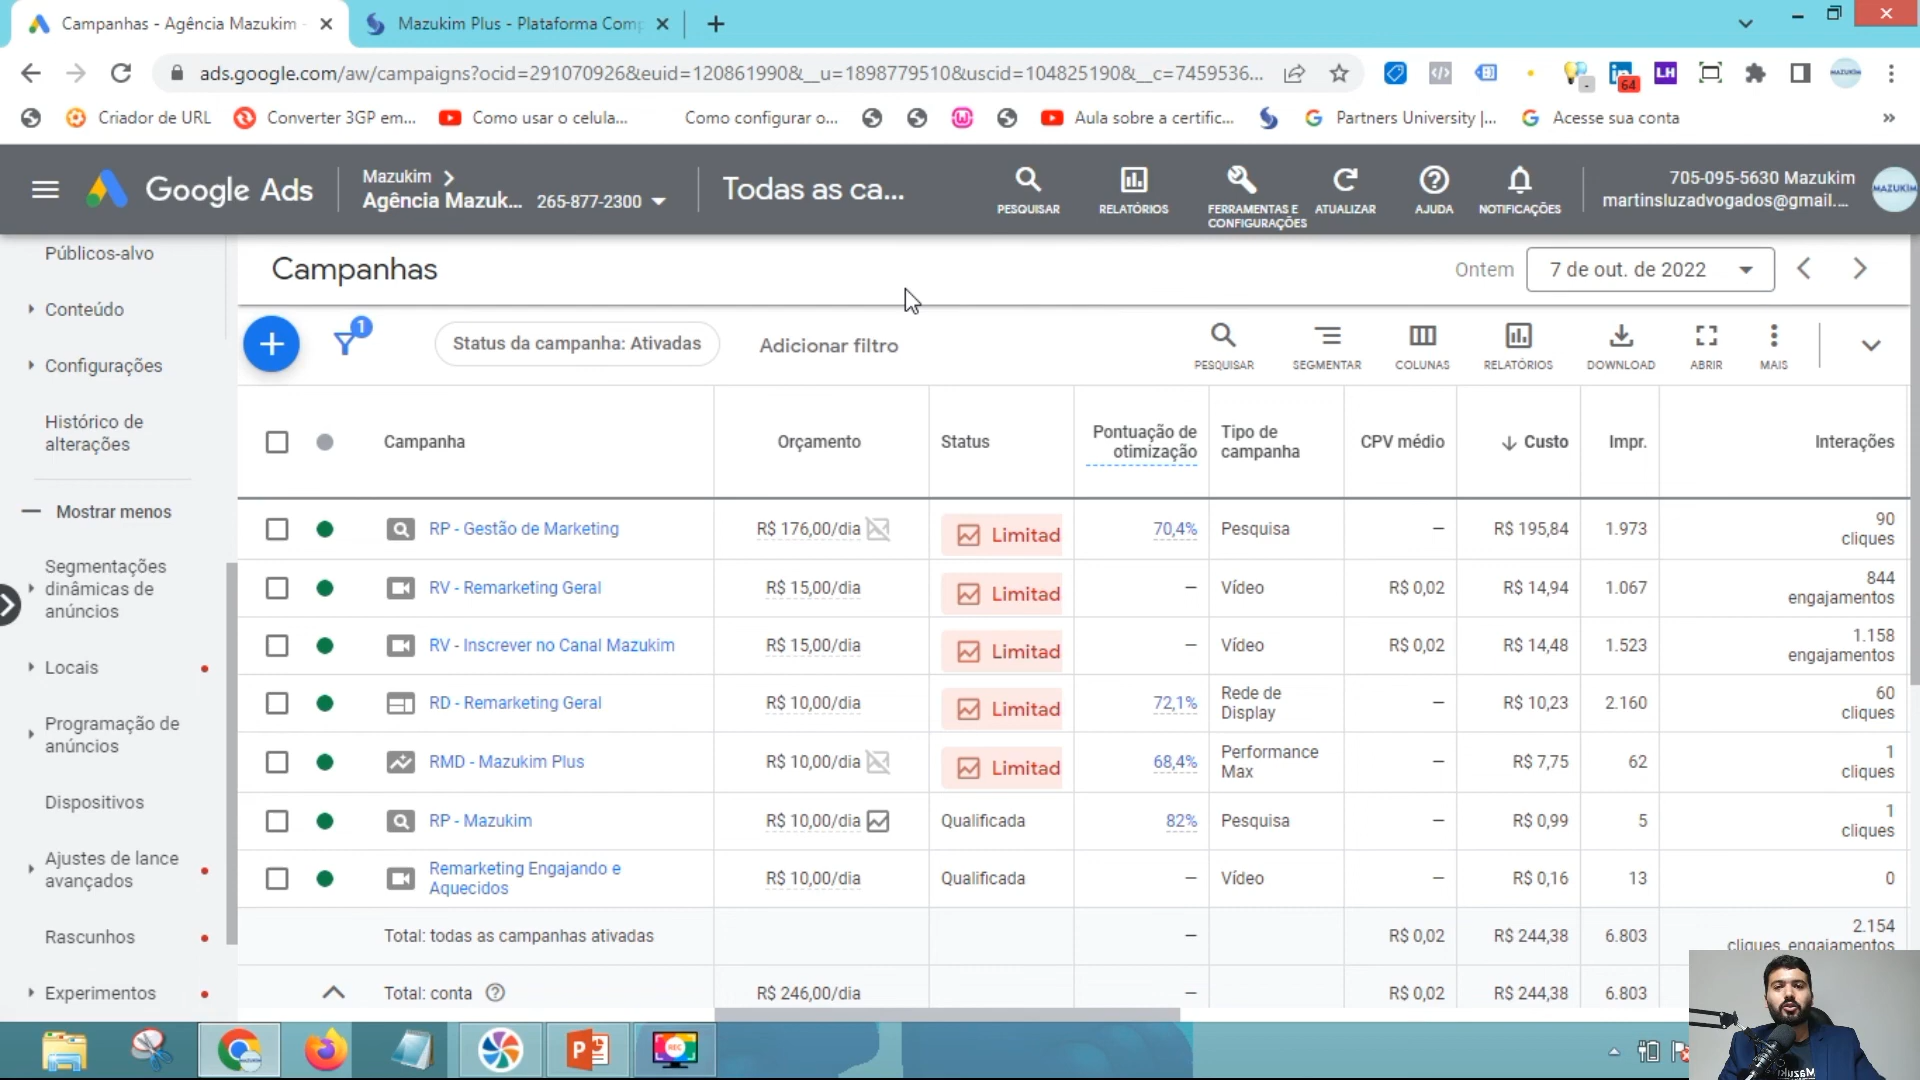 Campanhas - Agência Mazukim -
Mazukim Plus - Plataforma Comp
ads.google.com/aw/campaigns?ocid=291070926&euid=120861990&__u=1898779510&uscid=104825190&__c=7459536...
64
LH
MAZUKIM
Criador de URL
Converter 3GP em...
Como usar o celula...
Como configurar o...
Aula sobre a certific...
Partners University |...
Acesse sua conta
»
Google Ads
Mazukim
Agência Mazuk... 265-877-2300
Todas as ca...
PESQUISAR
RELATÓRIOS
FERRAMENTAS E
CONFIGURAÇÕES
ATUALIZAR
AJUDA
NOTIFICAÇÕES
705-095-5630 Mazukim
martinsluzadvogados@gmail....
MAZUKIM
Públicos-alvo
Conteúdo
Configurações
Histórico de
alterações
Mostrar menos
Segmentações
dinâmicas de
anúncios
Locais
Programação de
anúncios
Dispositivos
Ajustes de lance
avançados
Rascunhos
Experimentos
Campanhas
Ontem
7 de out. de 2022
1
Status da campanha: Ativadas
Adicionar filtro
PESQUISAR
SEGMENTAR
COLUNAS
RELATÓRIOS
DOWNLOAD
ABRIR
MAIS
Campanha
Orçamento
Status
Pontuação de
otimização
Tipo de
campanha
CPV médio
Custo
Impr.
Interações
RP - Gestão de Marketing
R$ 176,00/dia
Limitad
70,4%
Pesquisa
–
R$ 195,84
1.973
90
cliques
RV - Remarketing Geral
R$ 15,00/dia
Limitad
–
Vídeo
R$ 0,02
R$ 14,94
1.067
844
engajamentos
RV - Inscrever no Canal Mazukim
R$ 15,00/dia
Limitad
–
Vídeo
R$ 0,02
R$ 14,48
1.523
1.158
engajamentos
RD - Remarketing Geral
R$ 10,00/dia
Limitad
72,1%
Rede de
Display
–
R$ 10,23
2.160
60
cliques
RMD - Mazukim Plus
R$ 10,00/dia
Limitad
68,4%
Performance
Max
–
R$ 7,75
62
1
cliques
RP - Mazukim
R$ 10,00/dia
Qualificada
82%
Pesquisa
–
R$ 0,99
5
1
cliques
Remarketing Engajando e
Aquecidos
R$ 10,00/dia
Qualificada
–
Vídeo
–
R$ 0,16
13
0
Total: todas as campanhas ativadas
–
R$ 0,02
R$ 244,38
6.803
2.154
cliques, engajamentos
Total: conta
R$ 246,00/dia
–
R$ 0,02
R$ 244,38
6.803
P
REC